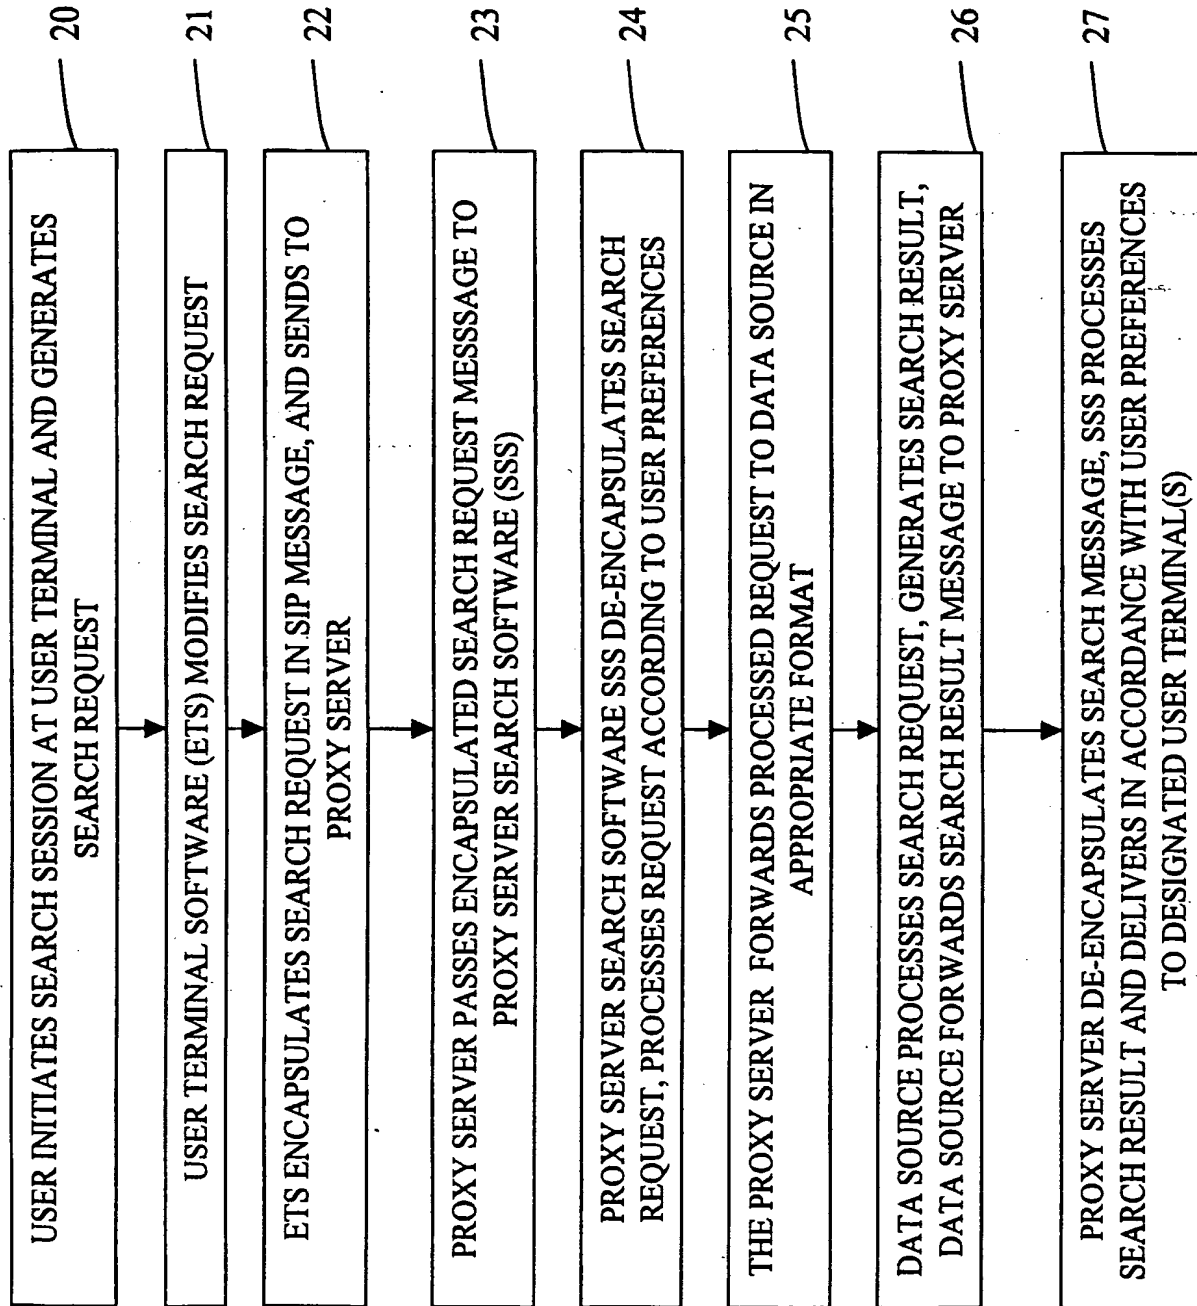 USER INITIATES SEARCH SESSION AT USER TERMINAL AND GENERATES
SEARCH REQUEST
20
USER TERMINAL SOFTWARE (ETS) MODIFIES SEARCH REQUEST
21
ETS ENCAPSULATES SEARCH REQUEST IN SIP MESSAGE, AND SENDS TO
PROXY SERVER
22
PROXY SERVER PASSES ENCAPSULATED SEARCH REQUEST MESSSAGE TO
PROXY SERVER SEARCH SOFTWARE (SSS)
23
PROXY SERVER SEARCH SOFTWARE SSS DE-ENCAPSULATES SEARCH
REQUEST, PROCESSES REQUEST ACCORDING TO USER PREFERENCES
24
THE PROXY SERVER FORWARDS PROCESSED REQUEST TO DATA SOURCE IN
APPROPRIATE FORMAT
25
DATA SOURCE PROCESSES SEARCH REQUEST, GENERATES SEARCH RESULT,
DATA SOURCE FORWARDS SEARCH RESULT MESSAGE TO PROXY SERVER
26
PROXY SERVER DE-ENCAPSULATES SEARCH MESSAGE, SSS PROCESSES
SEARCH RESULT AND DELIVERS IN ACCORDANCE WITH USER PREFERENCES
TO DESIGNATED USER TERMINAL(S)
27